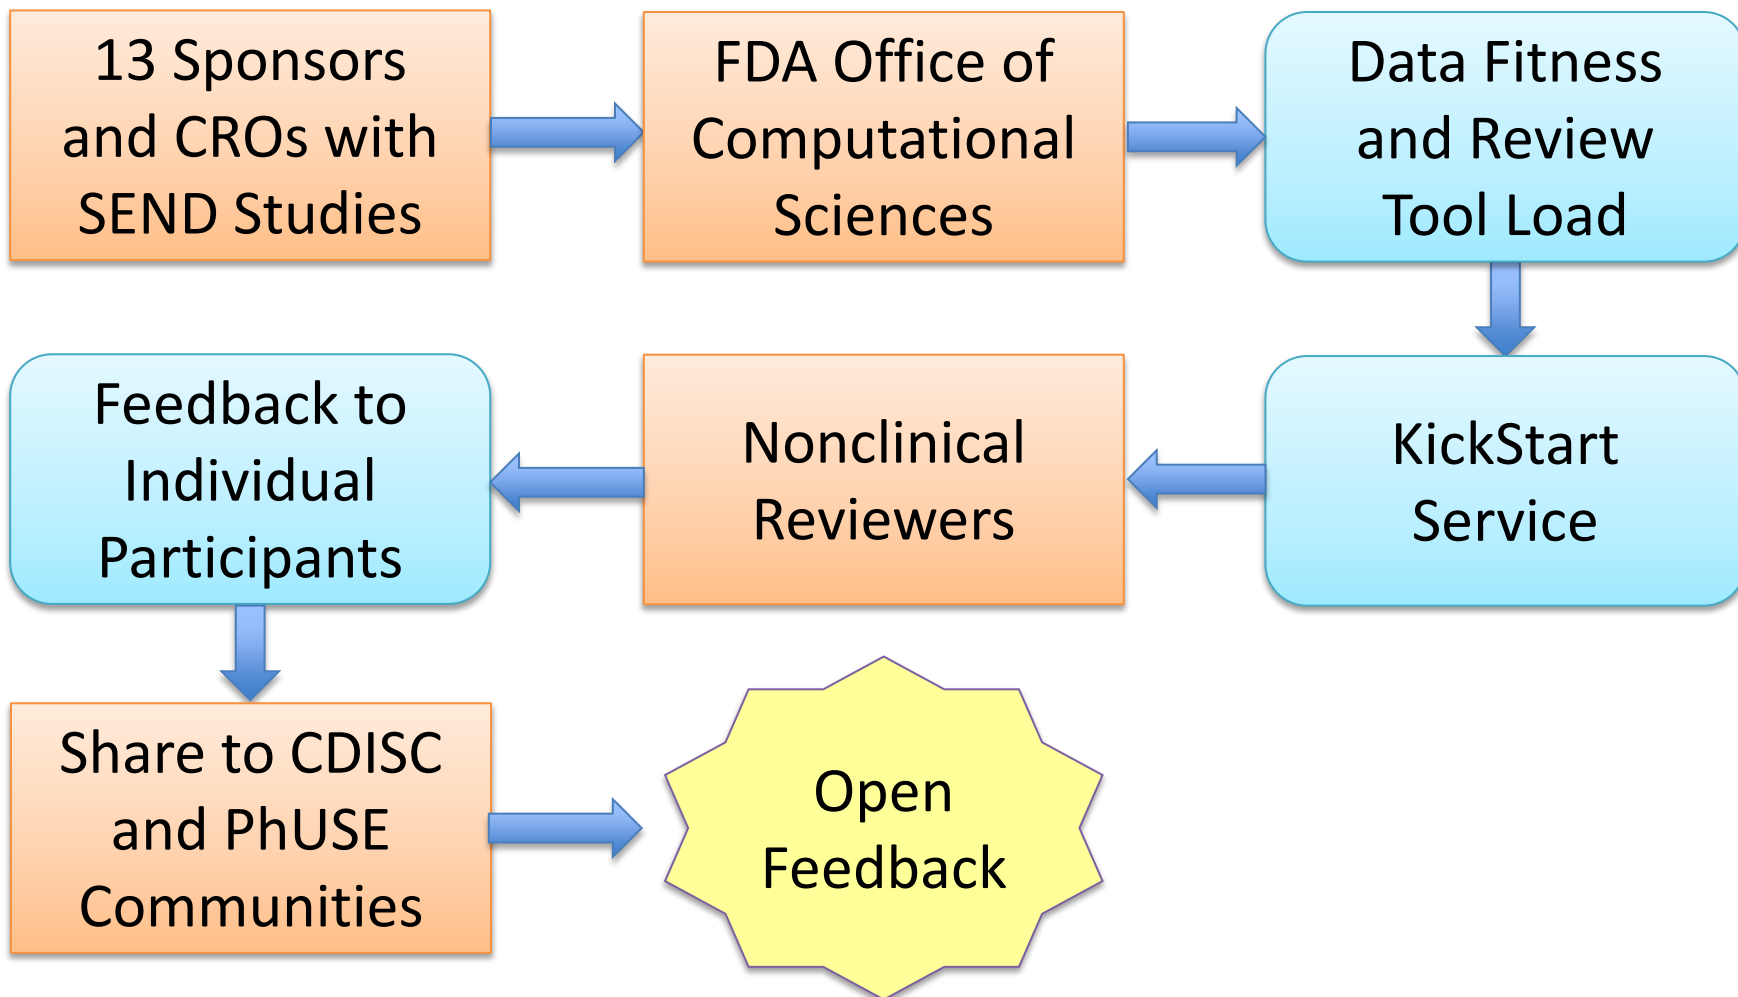 13 Sponsors
and CROs with
SEND Studies
FDA Office of
Computational
Sciences
Data Fitness
and Review
Tool Load
KickStart
Service
Nonclinical
Reviewers
Feedback to
Individual
Participants
Share to CDISC
and PhUSE
Communities
Open
Feedback